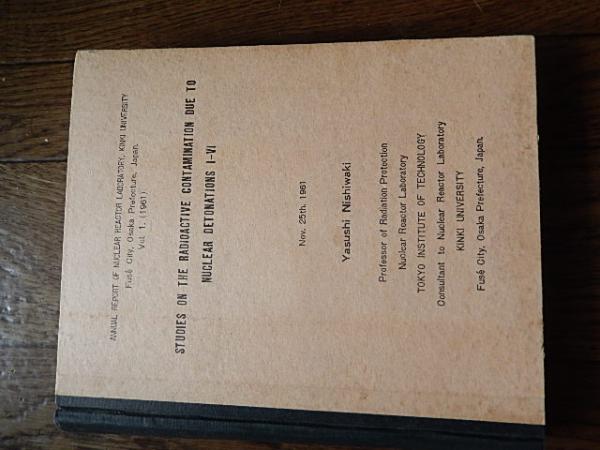 ANNUAL REPORT OF NUCLEAR REACTOR LABORATORY, KINKI UNIVERSITY
Fusé City, Osaka Prefecture, Japan.
Vol. 1. (1961)
STUDIES ON THE RADIOACTIVE CONTAMINATION DUE TO
NUCLEAR DETONATIONS I-VI
Nov. 25th. 1961
Yasushi Nishiwaki
Professor of Radiation Protection
Nuclear Reactor Laboratory
TOKYO INSTITUTE OF TECHNOLOGY
Consultant to Nuclear Reactor Laboratory
KINKI UNIVERSITY
Fusé City, Osaka Prefecture, Japan.